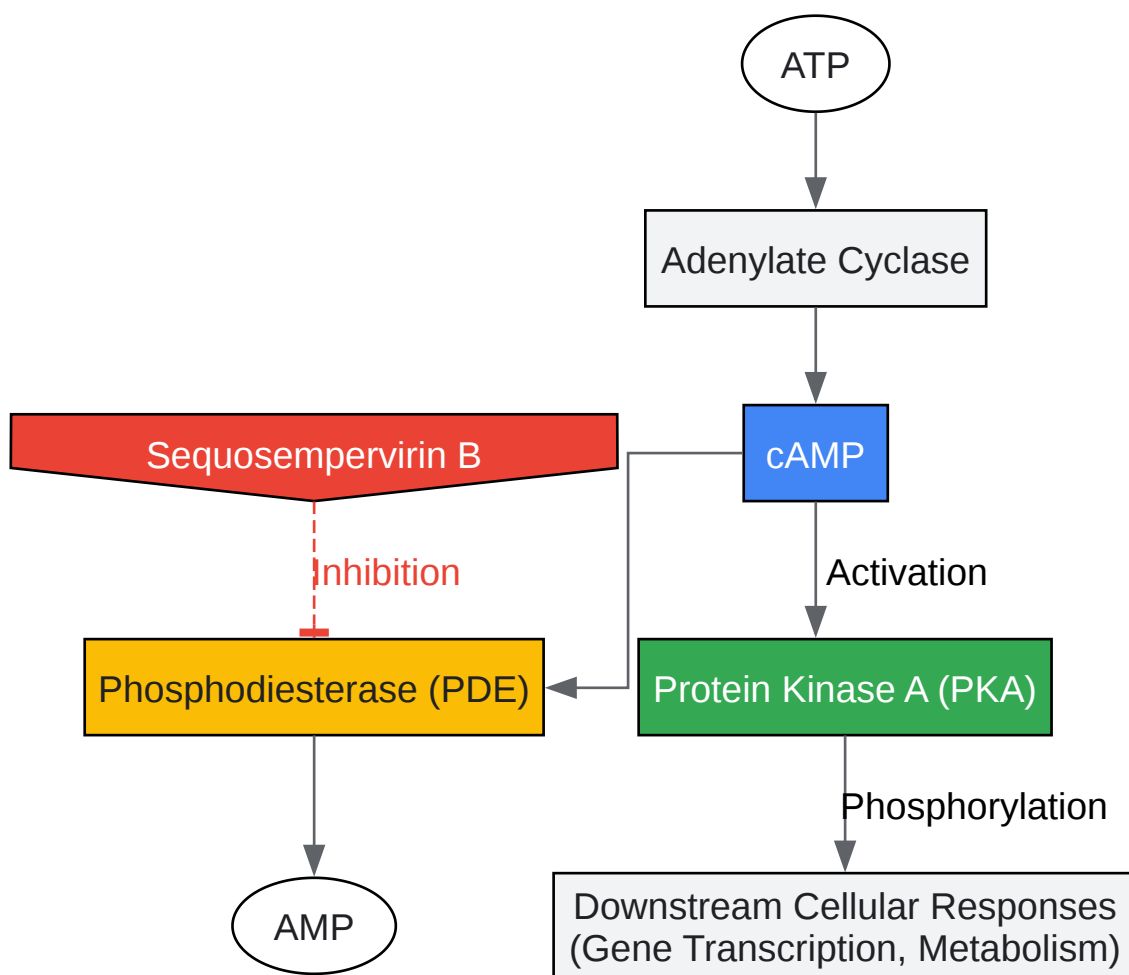 ATP
Adenylate Cyclase
Sequosempervirin B
cAMP
Inhibition
Activation
Phosphodiesterase (PDE)
Protein Kinase A (PKA)
Phosphorylation
AMP
Downstream Cellular Responses
(Gene Transcription, Metabolism)